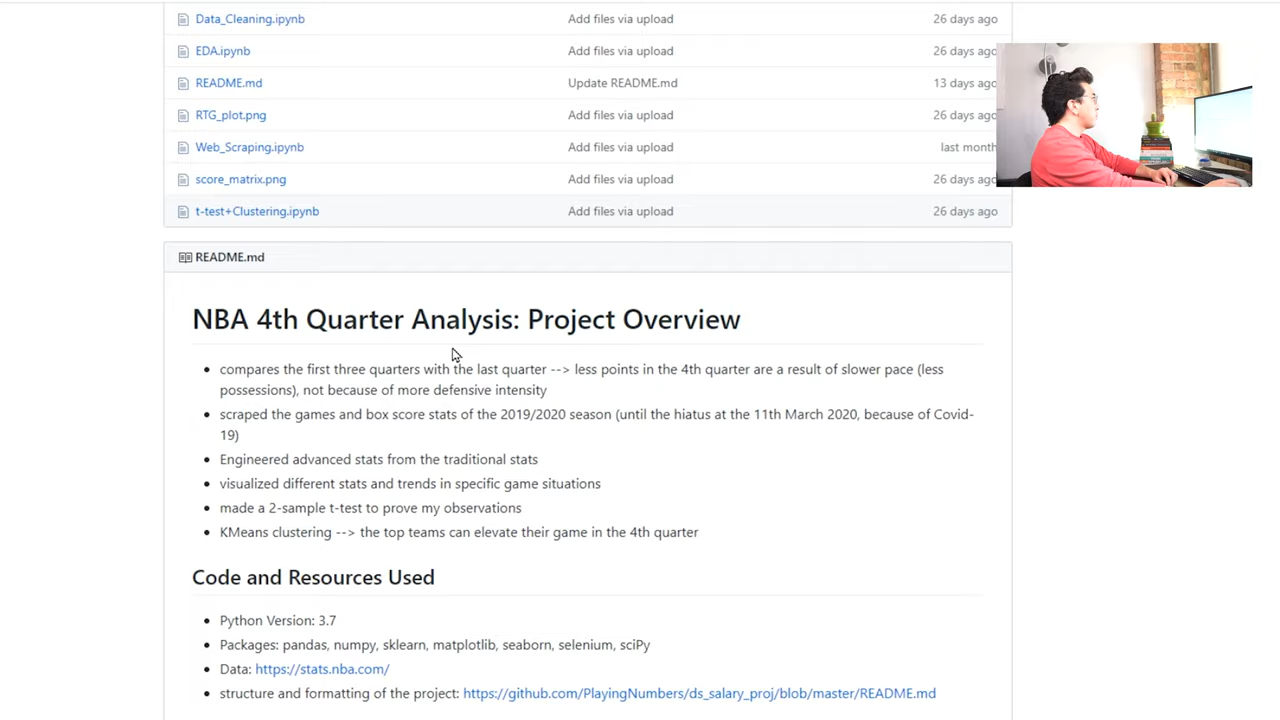 Data_Cleaning.ipynb Add files via upload 26 days ago
EDA.ipynb Add files via upload 26 days ago
README.md Update README.md 13 days ago
RTG_plot.png Add files via upload 26 days ago
Web_Scraping.ipynb Add files via upload last month
score_matrix.png Add files via upload 26 days ago
t-test+Clustering.ipynb Add files via upload 26 days ago
README.md
NBA 4th Quarter Analysis: Project Overview
compares the first three quarters with the last quarter --> less points in the 4th quarter are a result of slower pace (less
possessions), not because of more defensive intensity
scraped the games and box score stats of the 2019/2020 season (until the hiatus at the 11th March 2020, because of Covid-
19)
Engineered advanced stats from the traditional stats
visualized different stats and trends in specific game situations
made a 2-sample t-test to prove my observations
KMeans clustering --> the top teams can elevate their game in the 4th quarter
Code and Resources Used
Python Version: 3.7
Packages: pandas, numpy, sklearn, matplotlib, seaborn, selenium, sciPy
Data: https://stats.nba.com/
structure and formatting of the project: https://github.com/PlayingNumbers/ds_salary_proj/blob/master/README.md